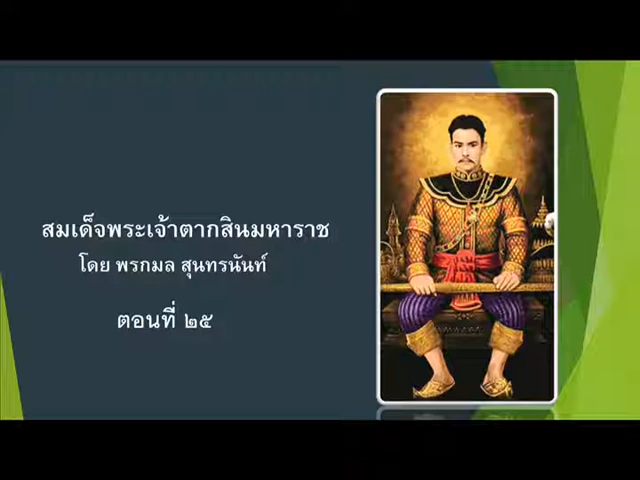 สมเด็จพระเจ้าตากสินมหาราช
โดย พรกมล สุนทรนันท์
ตอนที่ ๒๕